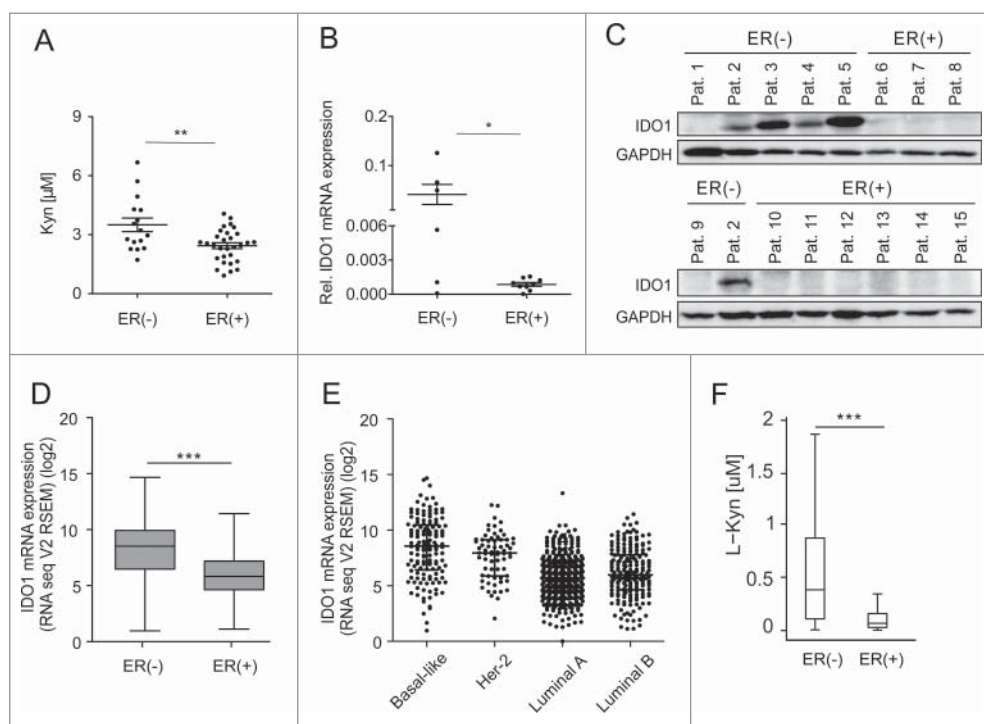 A
Kyn [µM]
9
6
3
0
**
ER(-)
ER(+)
B
Rel. IDO1 mRNA expression
0.2
0.1
0.006
0.003
0.000
*
ER(-)
ER(+)
C
ER(-)
ER(+)
Pat. 1
Pat. 2
Pat. 3
Pat. 4
Pat. 5
Pat. 6
Pat. 7
Pat. 8
IDO1
GAPDH
ER(-)
ER(+)
Pat. 9
Pat. 2
Pat. 10
Pat. 11
Pat. 12
Pat. 13
Pat. 14
Pat. 15
IDO1
GAPDH
D
IDO1 mRNA expression
(RNA seq V2 RSEM) (log2)
20
15
10
5
0
***
ER(-)
ER(+)
E
IDO1 mRNA expression
(RNA seq V2 RSEM) (log2)
20
15
10
5
0
Basal-like
Her-2
Luminal A
Luminal B
F
L-Kyn [uM]
2
1.5
1
0.5
0
***
ER(-)
ER(+)